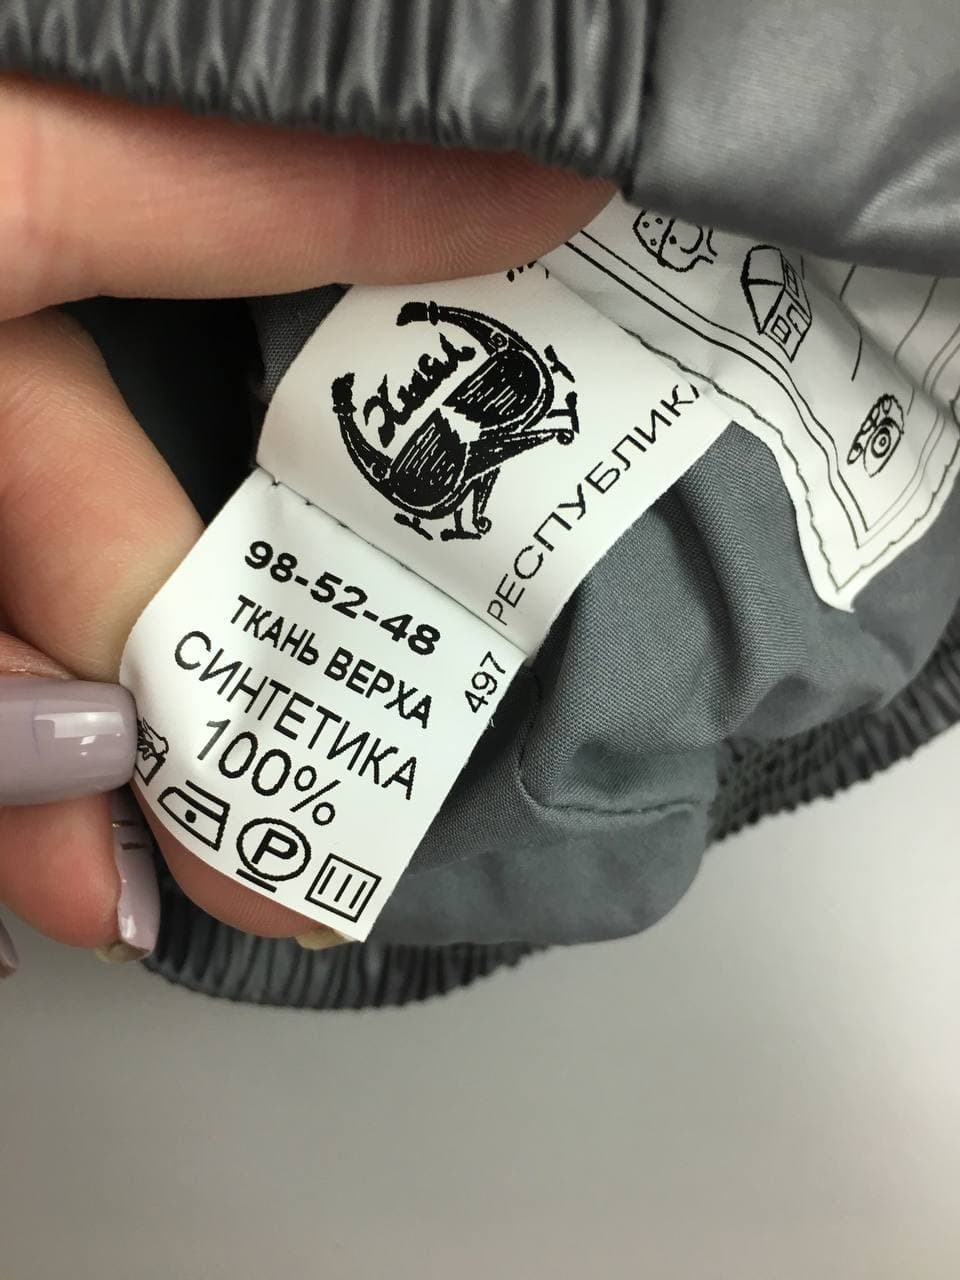 РЕСПУБЛИК
98-52-48
ТКАНЬ ВЕРХА
СИНТЕТИКА
100%
497
P